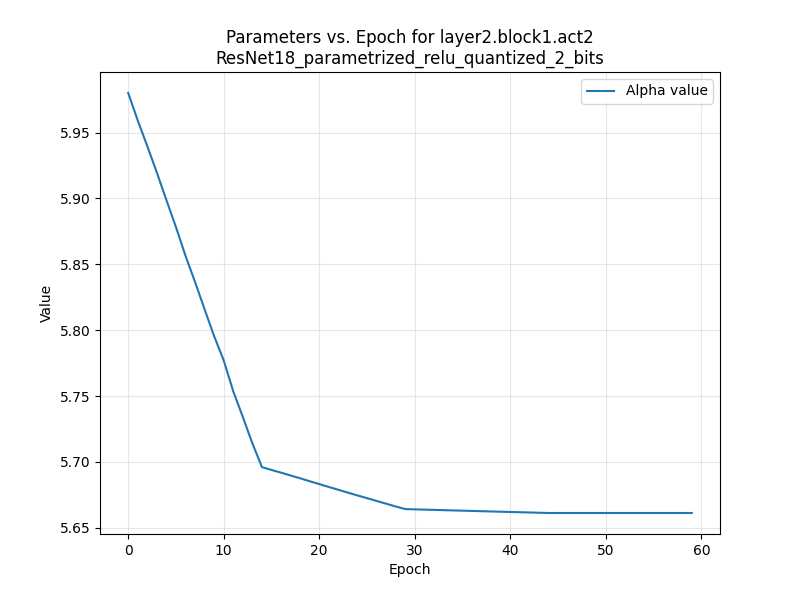 Parameters vs. Epoch for layer2.block1.act2
ResNet18_parametrized_relu_quantized_2_bits
Alpha value
5.95
5.90
5.85
5.80
5.75
5.70
5.65
Value
0 10 20 30 40 50 60
Epoch